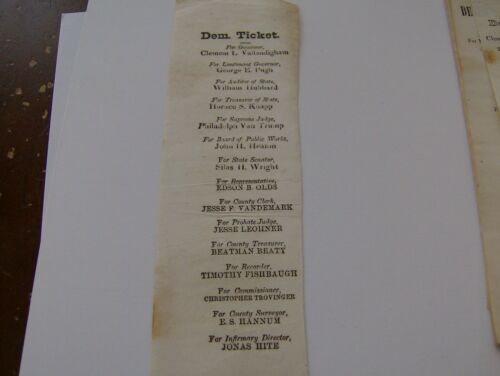 Dem. Ticket.
For Governor,
Clement L. Vallandigham
For Lieutenant Governor,
George E. Pugh
For Auditor of State,
William Hubbard
For Treasurer of State,
Horace S. Knapp
For Supreme Judge,
Philadelph Van Trump
For Board of Public Works,
John H. Heaton
For State Senator,
Silas H. Wright
For Representative,
EDSON B. OLDS
For County Clerk,
JESSE F. VANDEMARK
For Probate Judge,
JESSE LEOHNER
For County Treasurer,
BEATMAN BEATY
For Recorder,
TIMOTHY FISHBAUGH
For Commissioner,
CHRISTOPHER TROVINGER
For County Surveyor,
E. S. HANNUM
For Infirmary Director,
JONAS HITE
DE